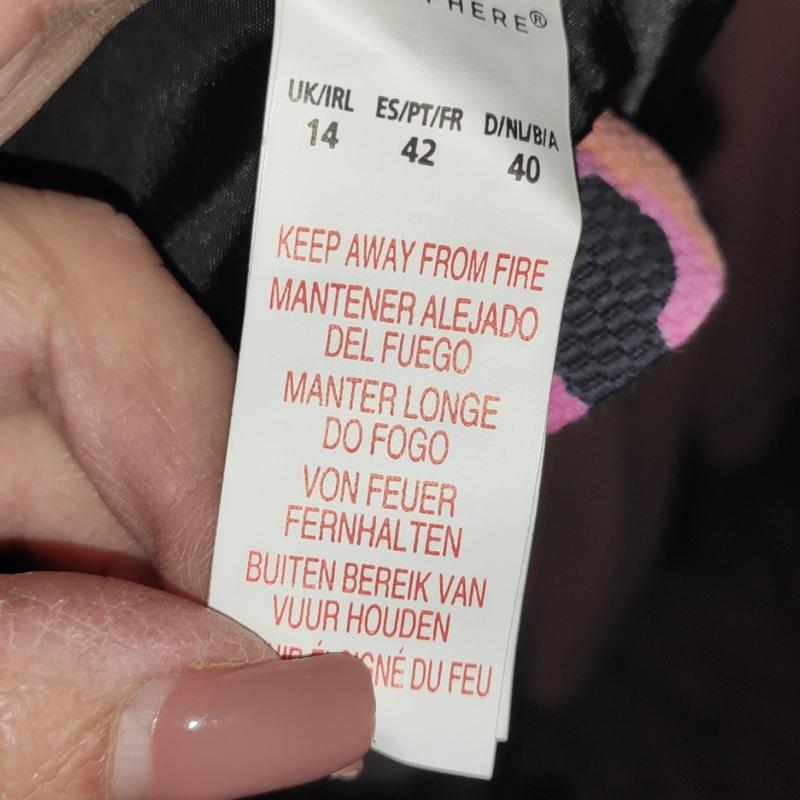 PHERE®
UK/IRL ES/PT/FR D/NL/B/A
14 42 40
KEEP AWAY FROM FIRE
MANTENER ALEJADO
DEL FUEGO
MANTER LONGE
DO FOGO
VON FEUER
FERNHALTEN
BUITEN BEREIK VAN
VUUR HOUDEN
DU FEU